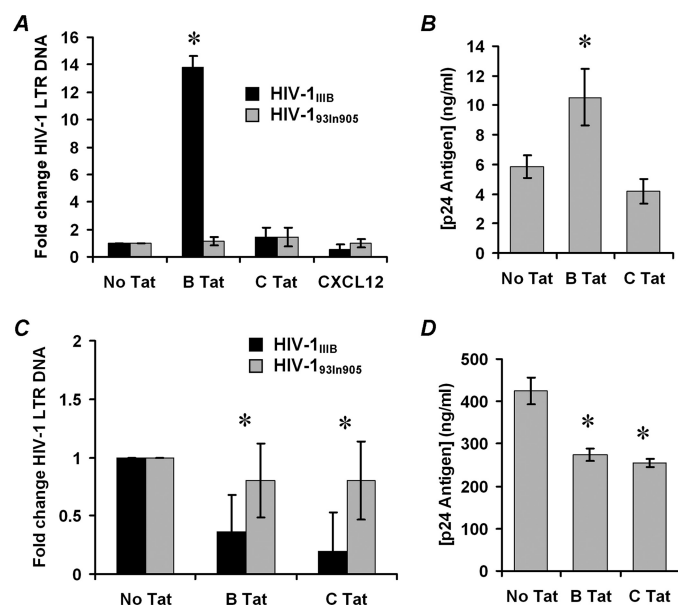 A
Fold change HIV-1 LTR DNA
16
14
12
10
8
6
4
2
0
*
HIV-1IIIB
HIV-193In905
No Tat B Tat C Tat CXCL12
B
[p24 Antigen] (ng/ml)
14
12
10
8
6
4
2
0
*
No Tat B Tat C Tat
C
Fold change HIV-1 LTR DNA
2
1.5
1
0.5
0
HIV-1IIIB
HIV-193In905
* *
No Tat B Tat C Tat
D
[p24 Antigen] (ng/ml)
500
400
300
200
100
0
* *
No Tat B Tat C Tat